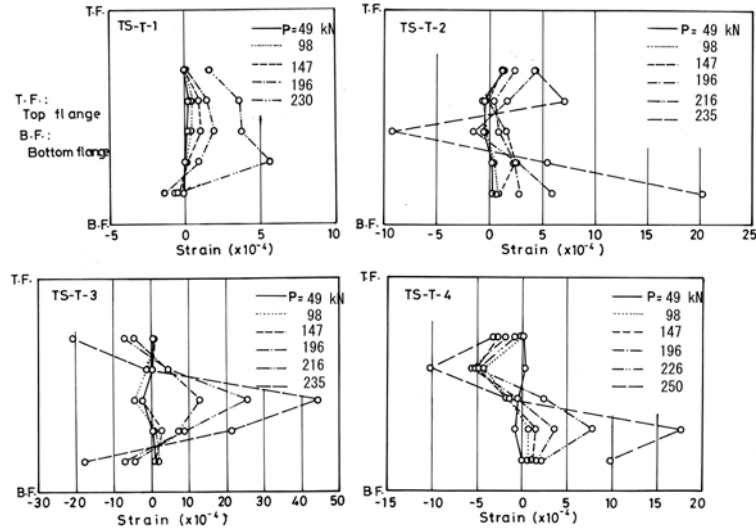 T.F.
TS-T-1
P=49 kN
98
147
196
230
T.F.:
Top flange
B.F.:
Bottom flange
B.F.
-5
0
5
10
Strain (x10⁻⁴)
T.F.
TS-T-2
P=49 kN
98
147
196
216
235
B.F.
-10
-5
0
5
10
15
20
25
Strain (x10⁻⁴)
T.F.
TS-T-3
P=49 kN
98
147
196
216
235
B.F.
-40
-30
-20
-10
0
10
20
30
40
50
Strain (x10⁻⁴)
T.F.
TS-T-4
P=49 kN
98
147
196
226
250
B.F.
-15
-10
-5
0
5
10
15
20
Strain (x10⁻⁴)